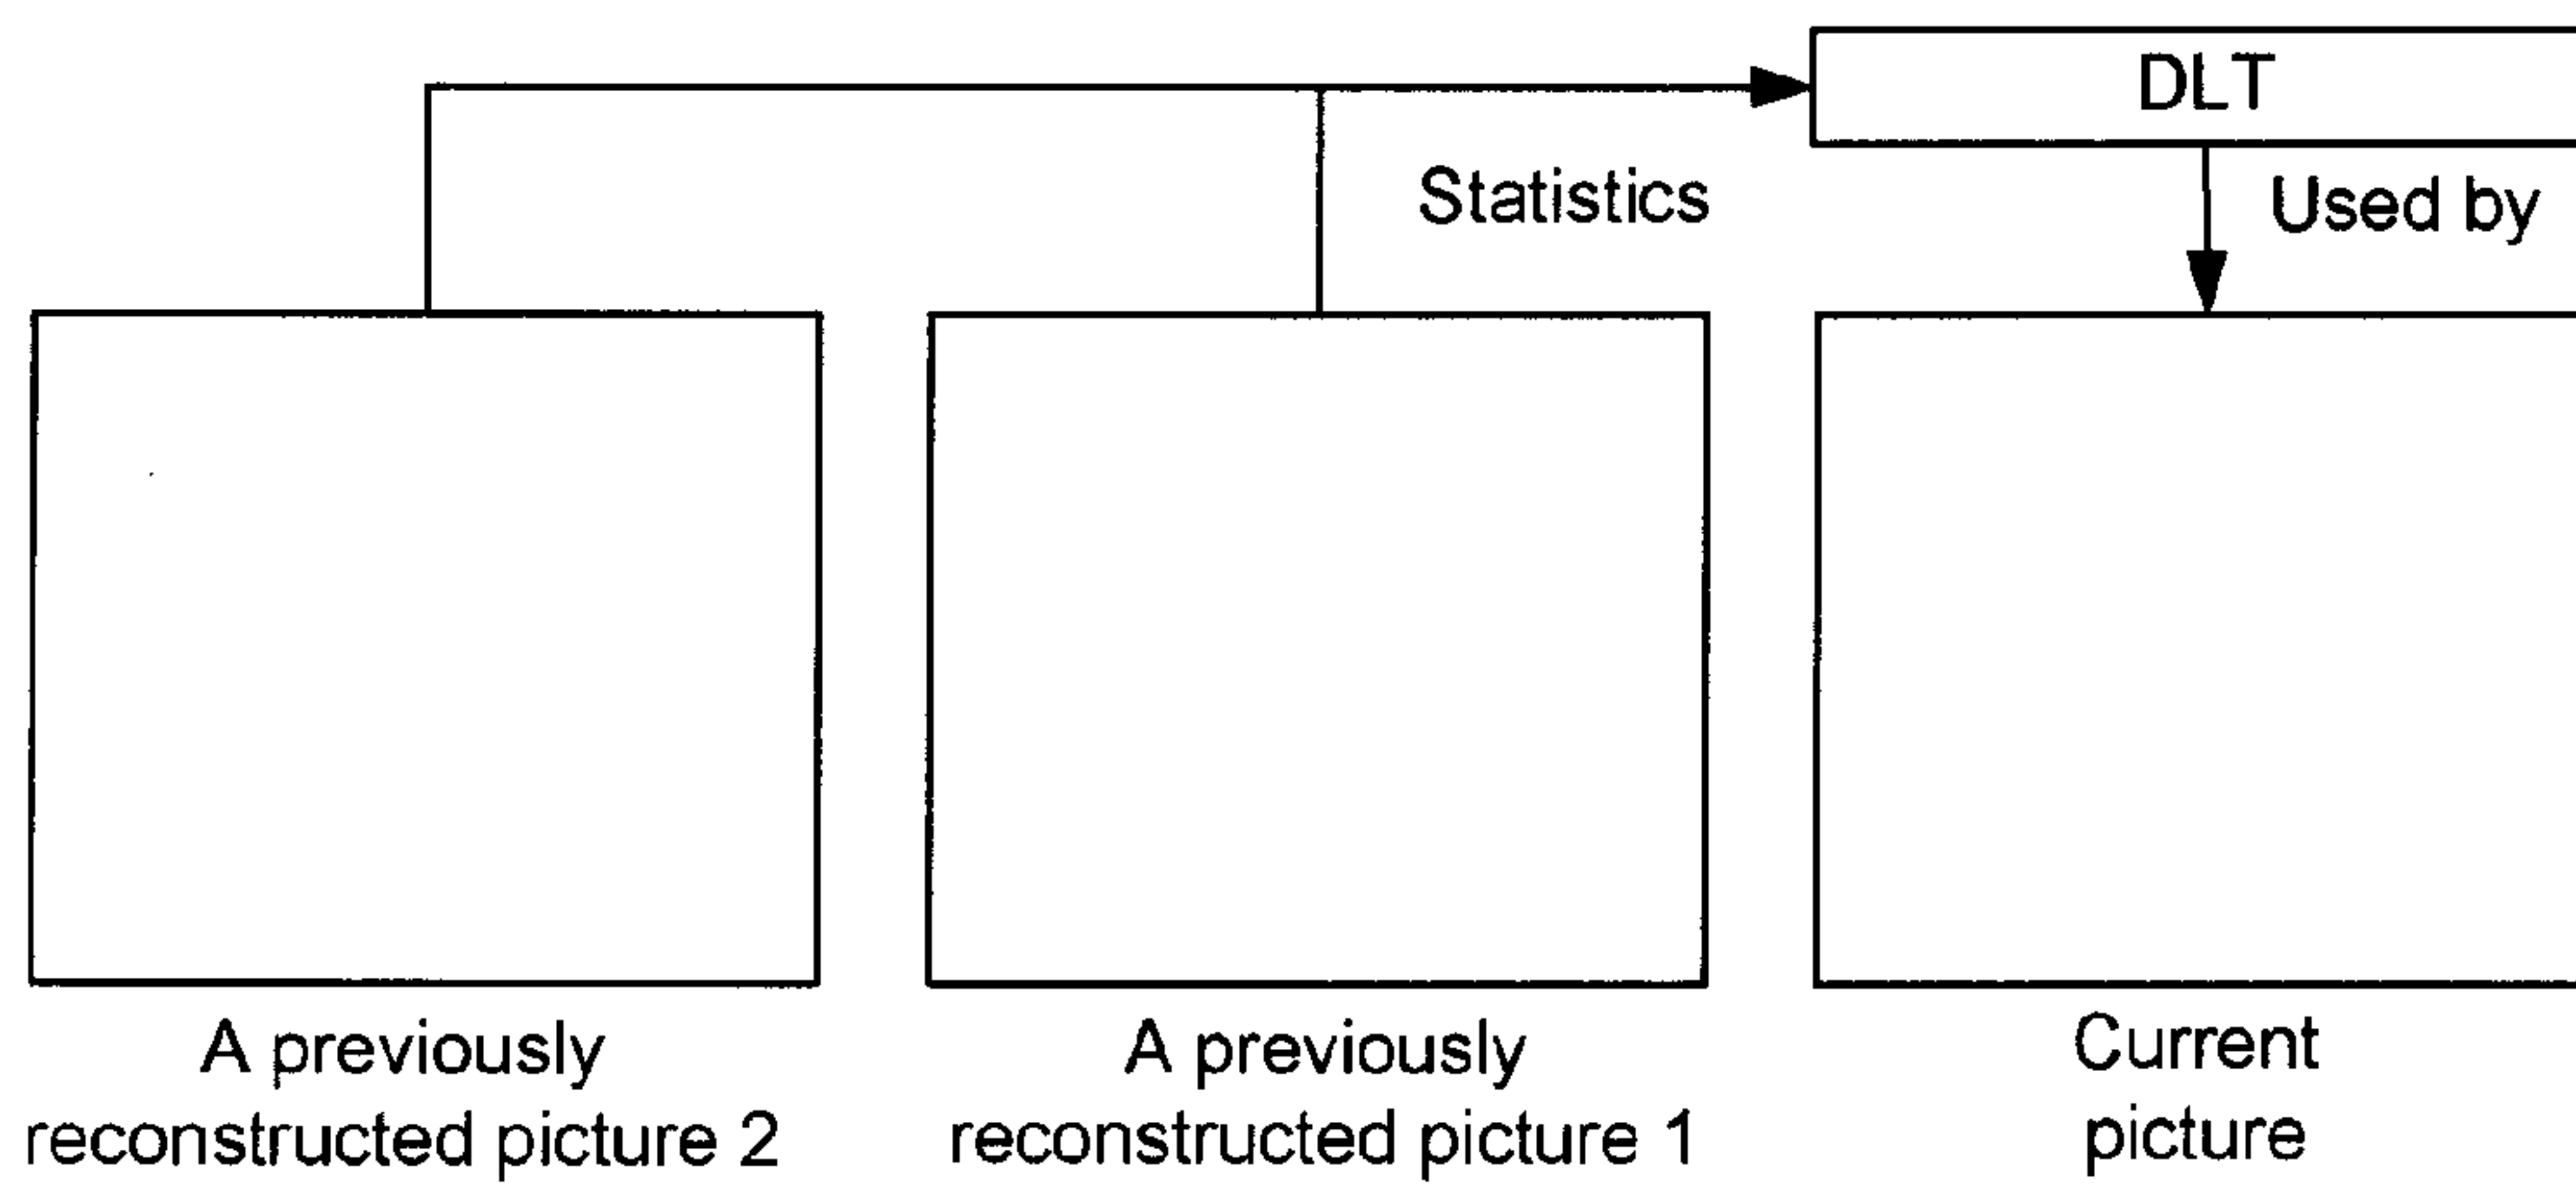 DLT
Statistics
Used by
A previously
reconstructed picture 2
A previously
reconstructed picture 1
Current
picture